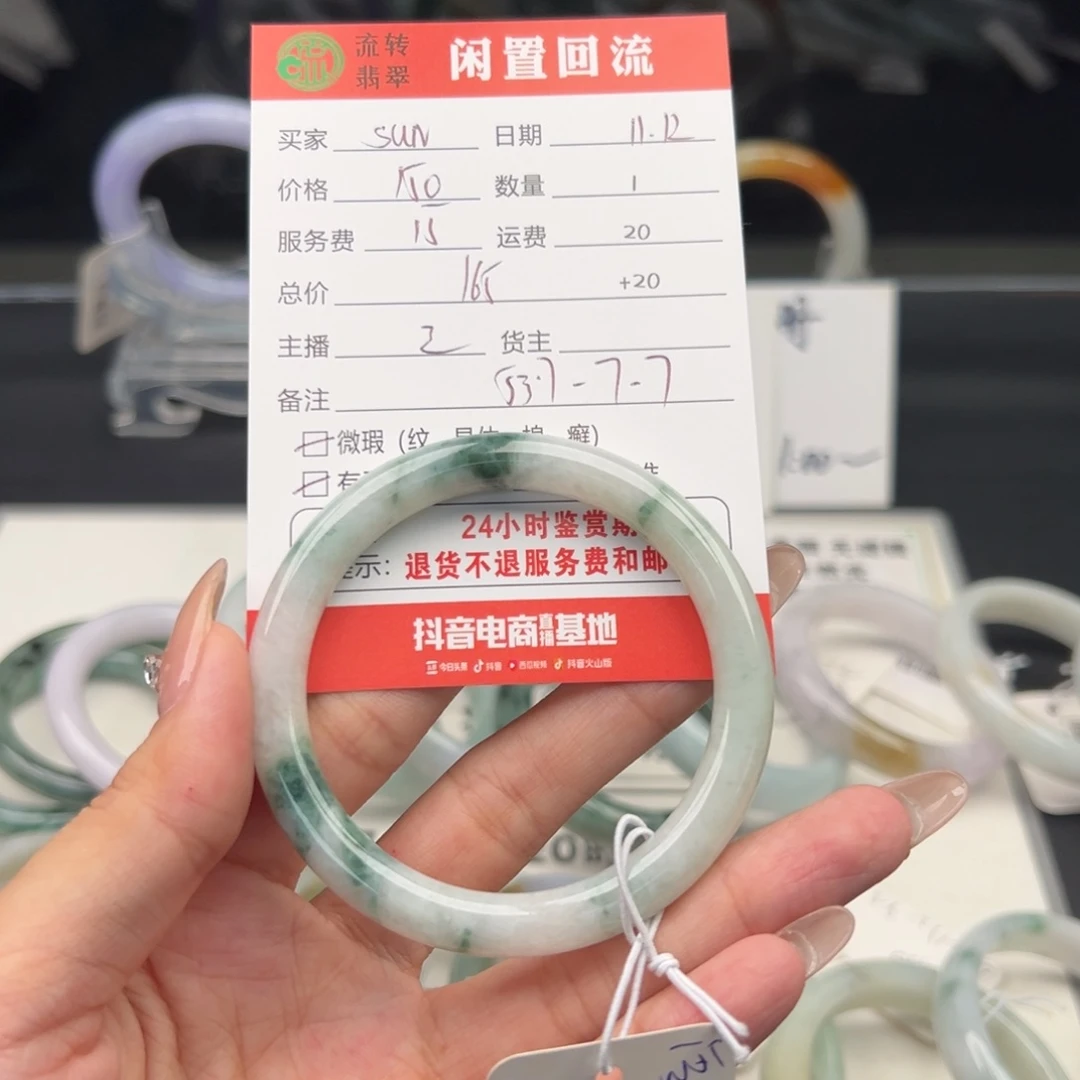 流转翡翠 闲置回流
买家 SUN 日期 11.12
价格 150 数量 1
服务费 15 运费 20
总价 165 +20
主播 货主
备注 53.7-7-7
微瑕（纹 癣）
有
24小时鉴赏期
示：退货不退服务费和邮
抖音电商直播基地
今日头条 抖音 西瓜视频 抖音火山版